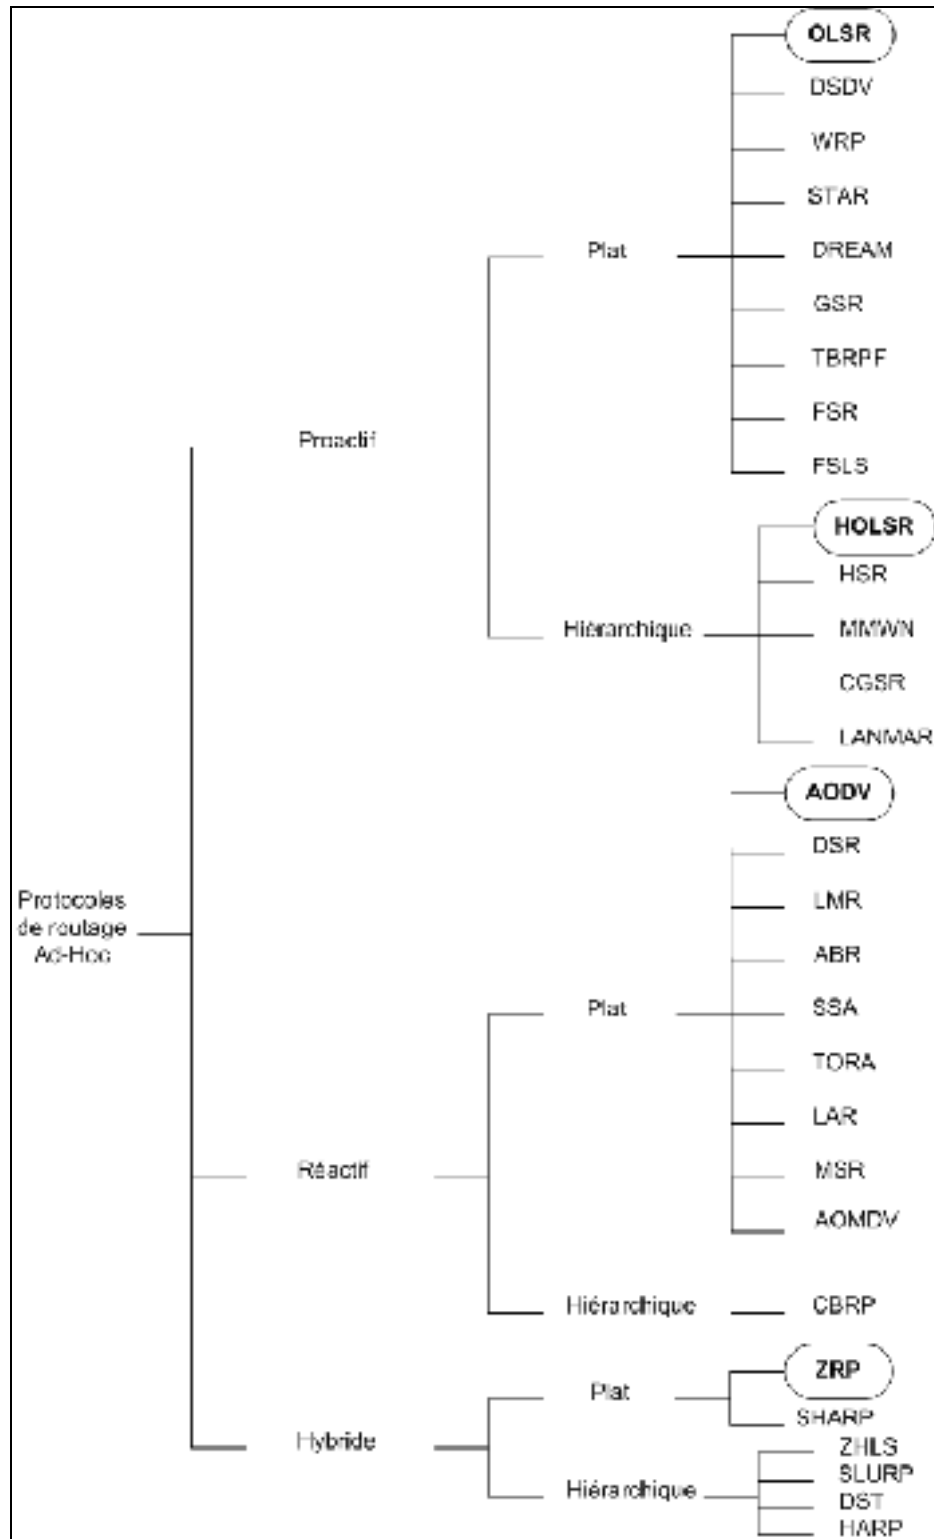 OLSR
DSDV
WRP
STAR
Plat
DREAM
GSR
TBRPF
FSR
Proactif
FSLS
HOLSR
HSR
Hiérarchique
MMWN
CGSR
LANMAR
AODV
DSR
Protocoles
de routage
Ad-Hoc
LMR
ABR
Plat
SSA
TORA
LAR
Réactif
MSR
AOMDV
Hiérarchique
CBRP
ZRP
Plat
SHARP
Hybride
ZHLS
SLURP
Hiérarchique
DST
HARP